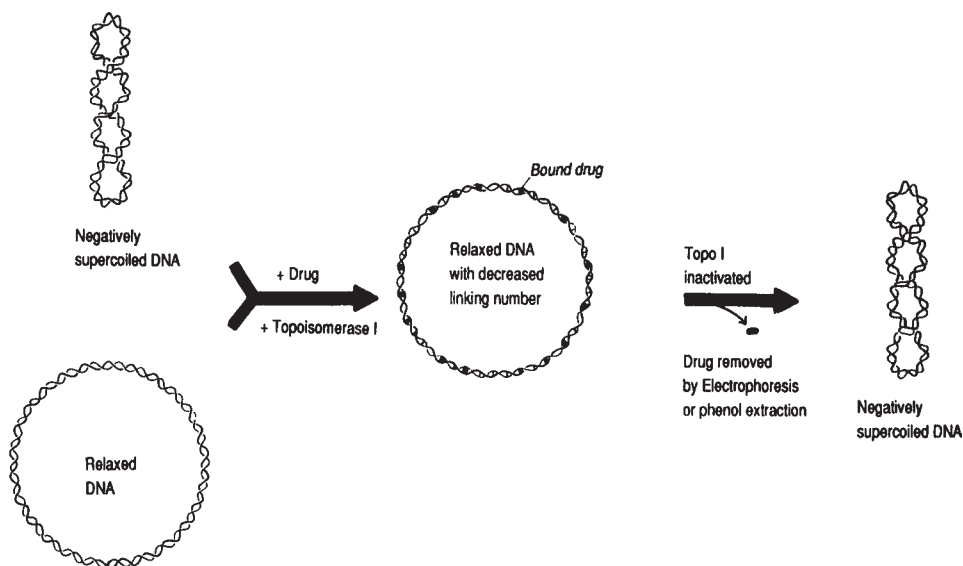 Negatively
supercoiled DNA
Relaxed
DNA
+ Drug
+ Topoisomerase I
Bound drug
Relaxed DNA
with decreased
linking number
Topo I
inactivated
Drug removed
by Electrophoresis
or phenol extraction
Negatively
supercoiled DNA